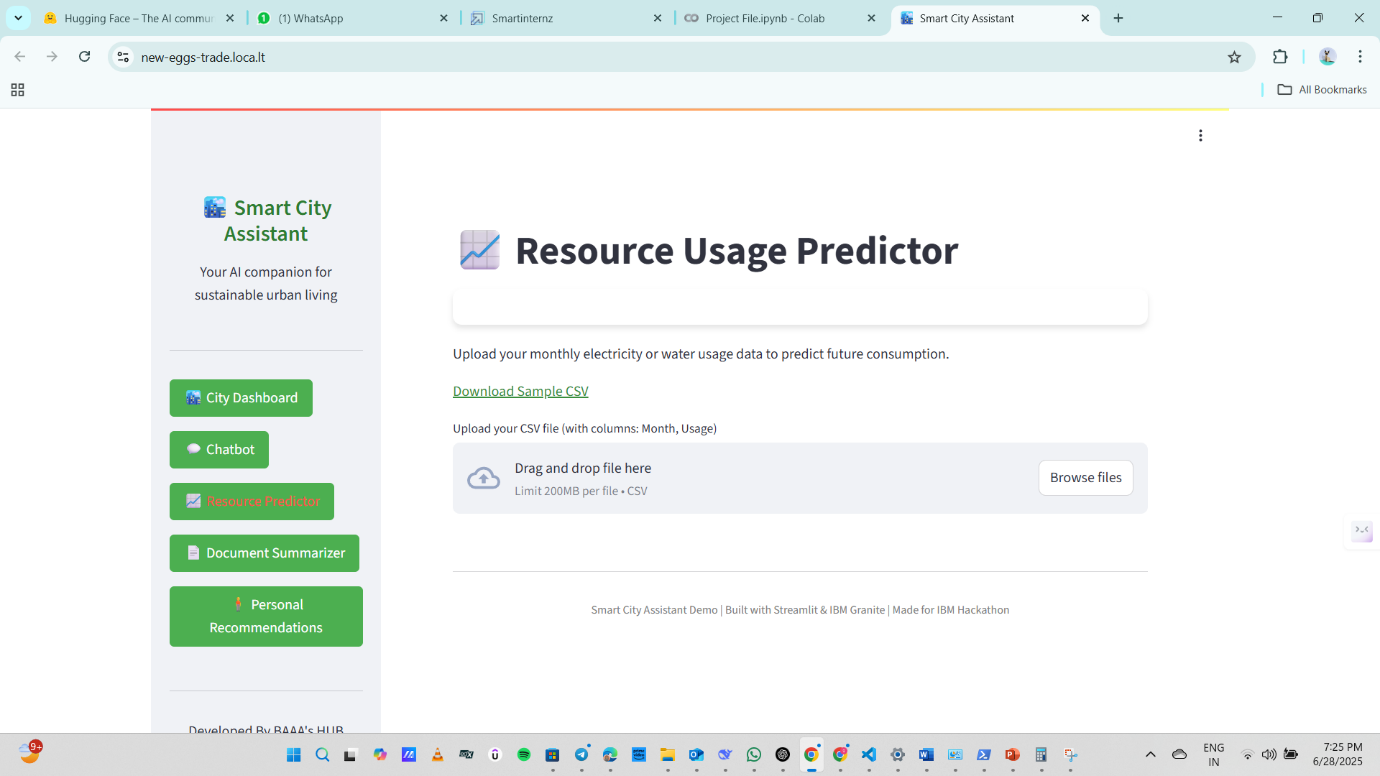 Hugging Face – The AI commu
(1) WhatsApp
Smartinternz
Project File.ipynb - Colab
Smart City Assistant
new-eggs-trade.loca.lt
All Bookmarks
Smart City
Assistant
Your AI companion for
sustainable urban living
City Dashboard
Chatbot
Resource Predictor
Document Summarizer
Personal
Recommendations
Developed By BAAA's HUB
Resource Usage Predictor
Upload your monthly electricity or water usage data to predict future consumption.
Download Sample CSV
Upload your CSV file (with columns: Month, Usage)
Drag and drop file here
Limit 200MB per file • CSV
Browse files
Smart City Assistant Demo | Built with Streamlit & IBM Granite | Made for IBM Hackathon
9+
ENG
IN
7:25 PM
6/28/2025